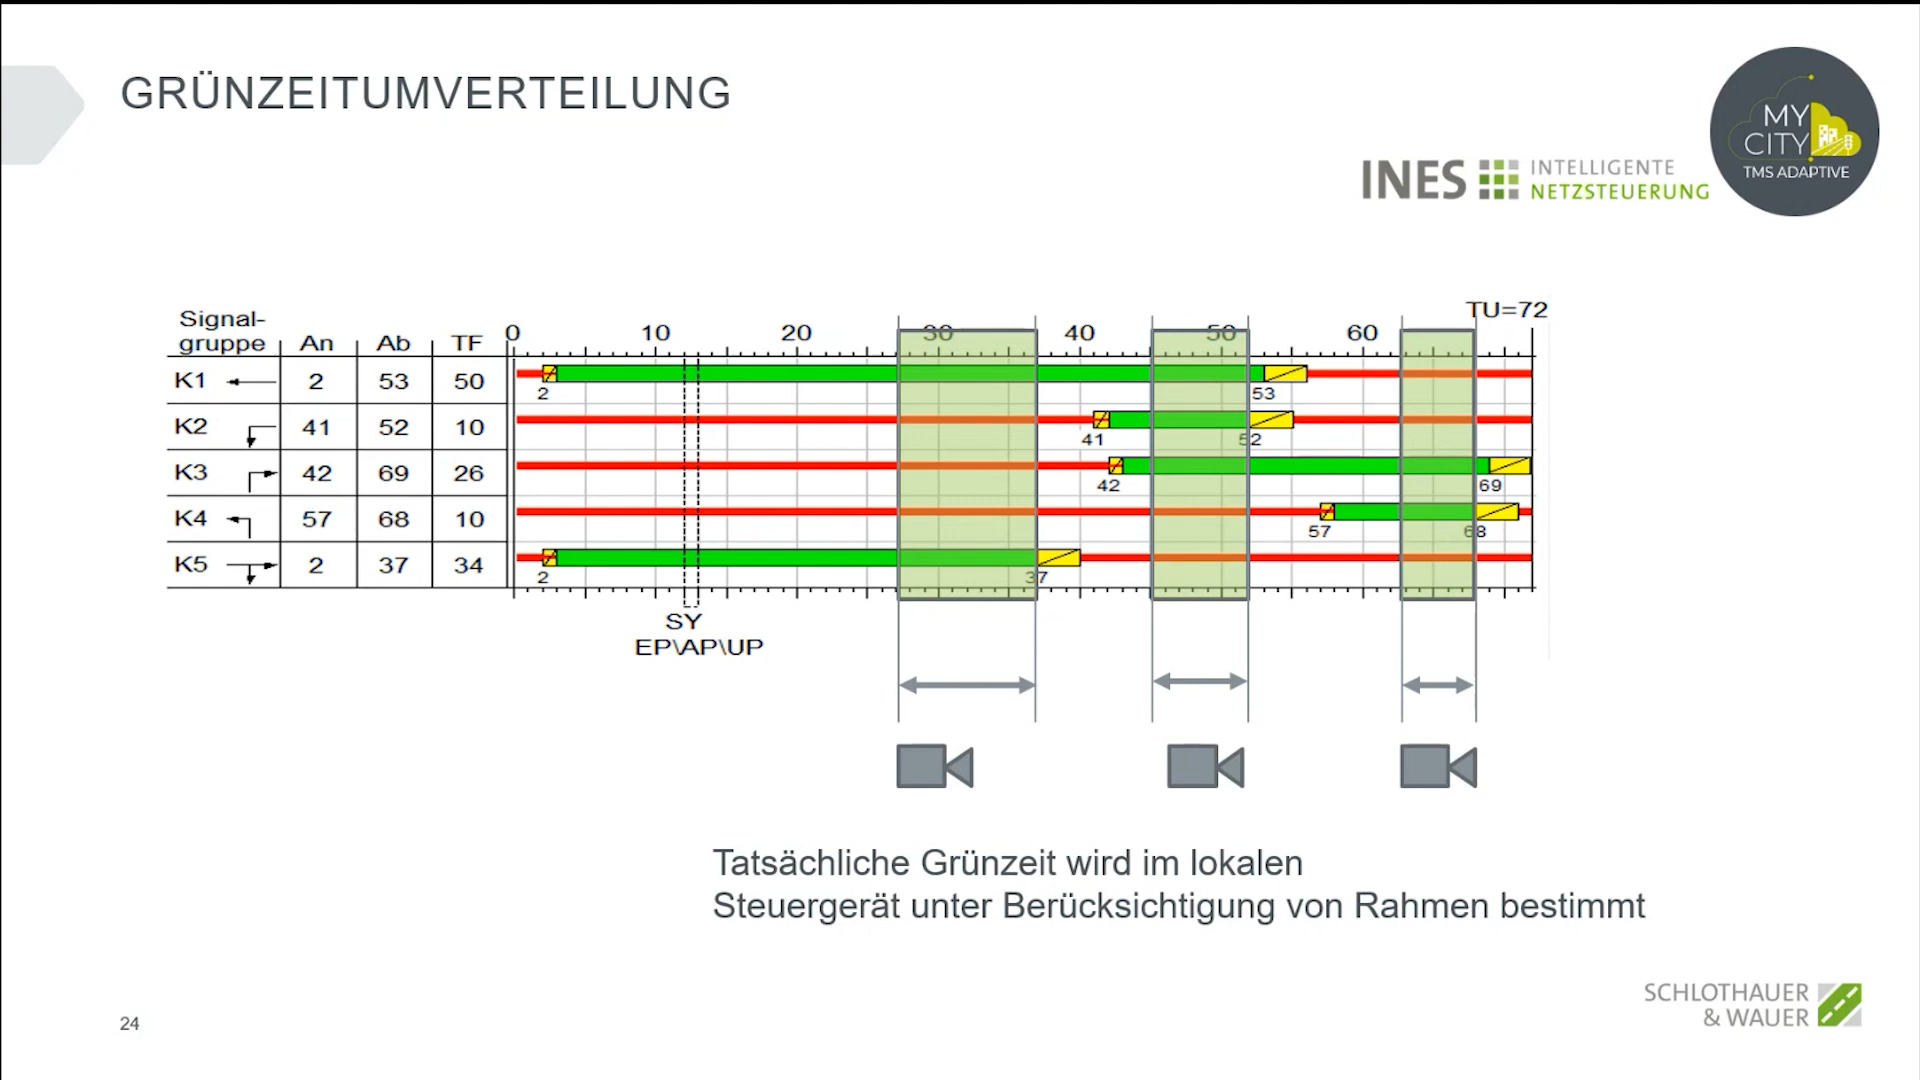 GRÜNZEITUMVERTEILUNG
MY
CITY
TMS ADAPTIVE
INES INTELLIGENTE
NETZSTEUERUNG
TU=72
Signal-
gruppe An Ab TF
0 10 20 30 40 50 60
K1 2 53 50
2 53
K2 41 52 10
41 52
K3 42 69 26
42 69
K4 57 68 10
57 68
K5 2 37 34
2 37
SY
EP\AP\UP
Tatsächliche Grünzeit wird im lokalen
Steuergerät unter Berücksichtigung von Rahmen bestimmt
SCHLOTHAUER
& WAUER
24